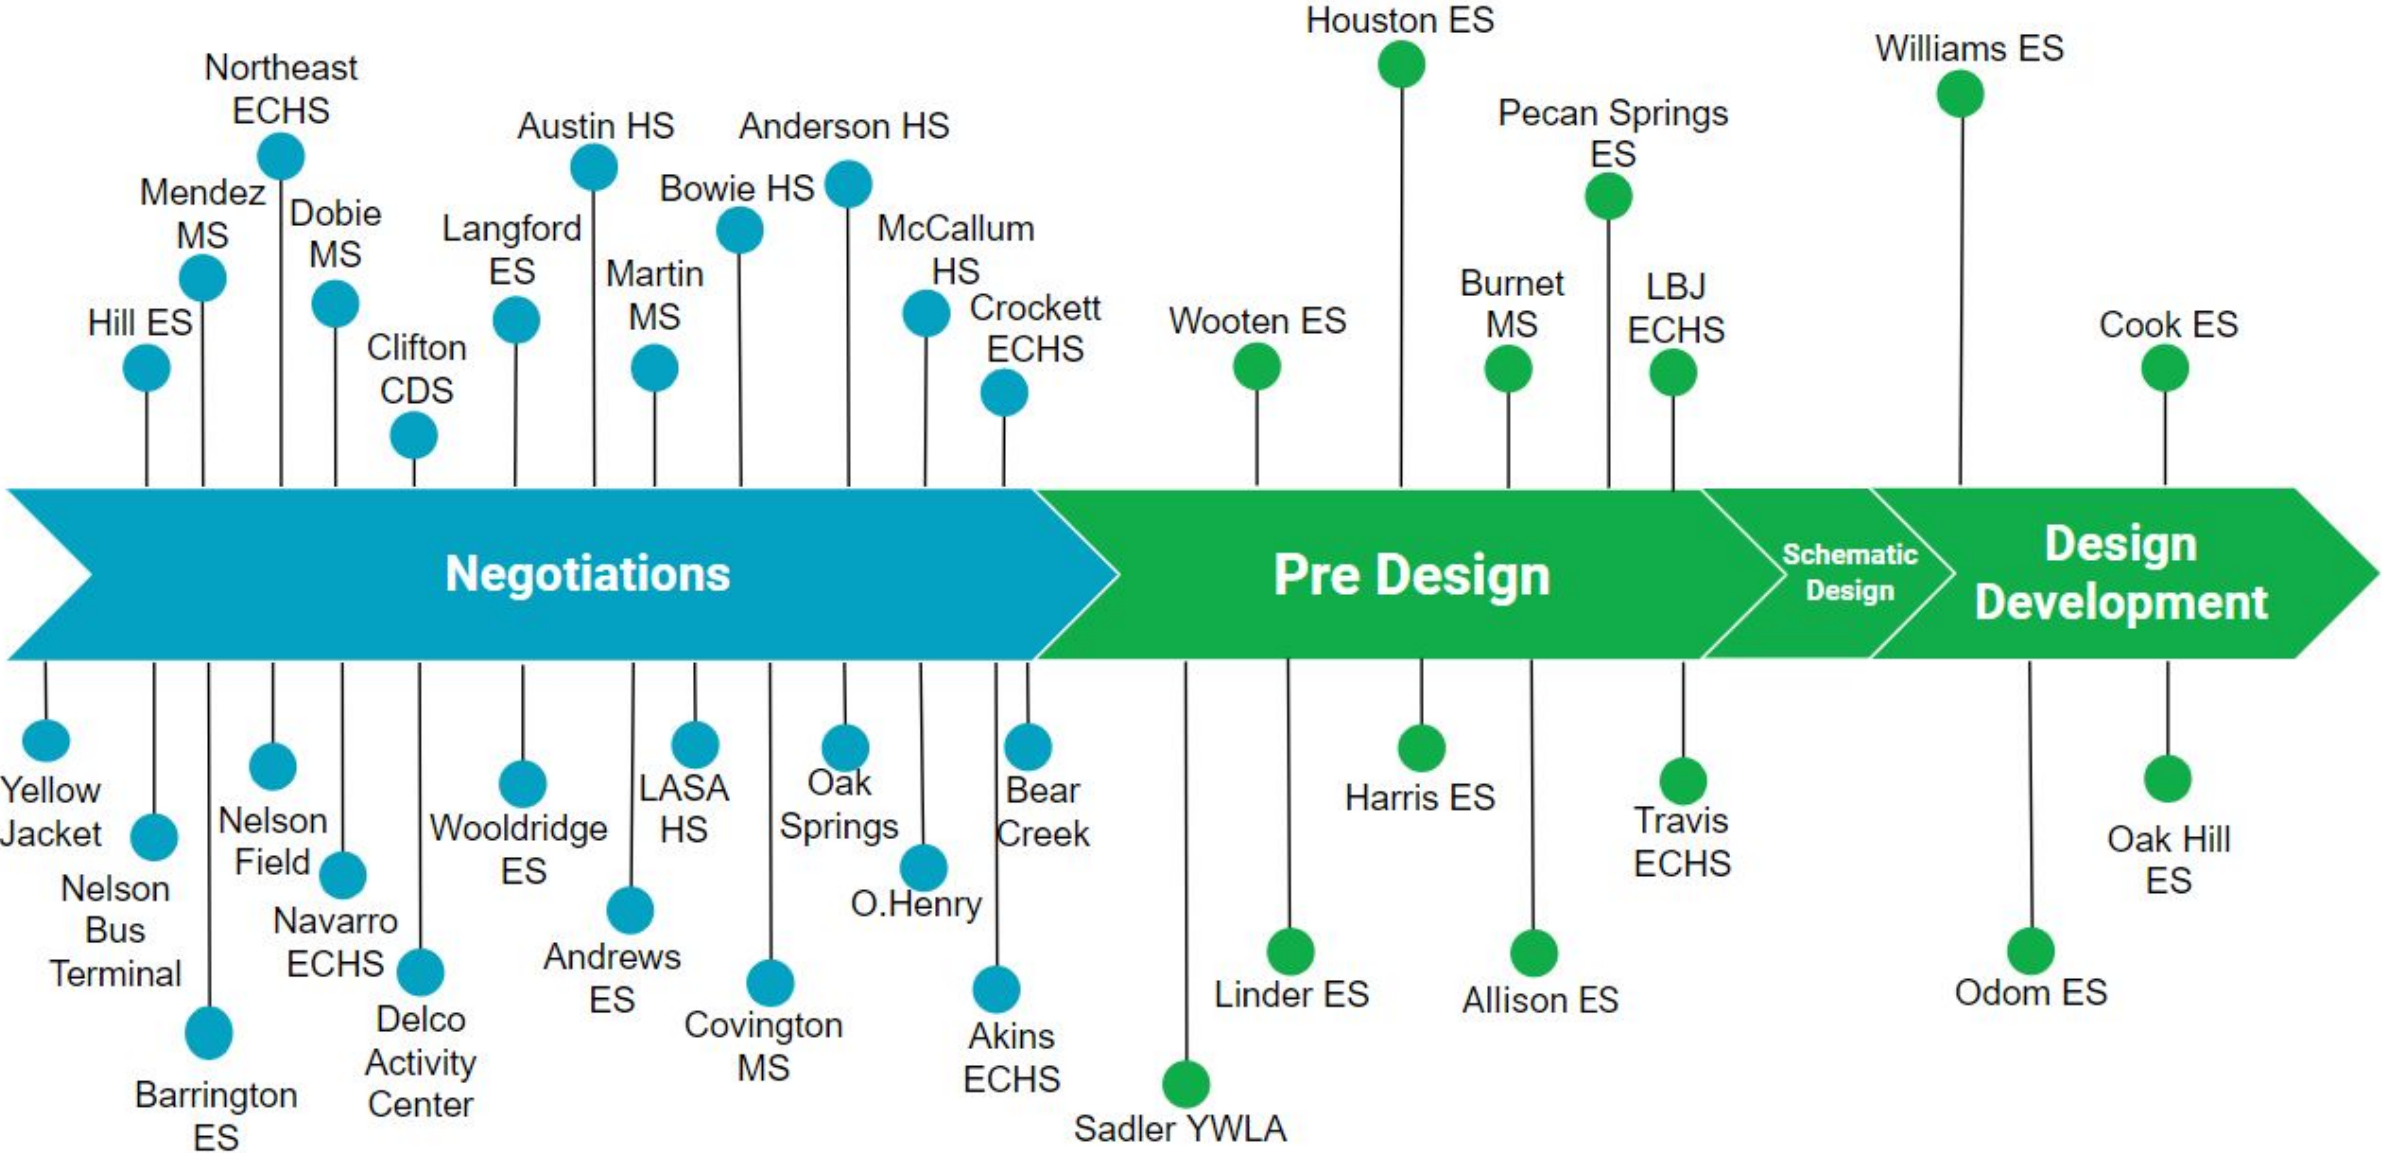 Houston ES
Williams ES
Northeast
ECHS
Austin HS
Anderson HS
Pecan Springs
ES
Mendez
MS
Bowie HS
Dobie
MS
Langford
ES
McCallum
HS
Martin
MS
Burnet
MS
LBJ
ECHS
Hill ES
Crockett
ECHS
Wooten ES
Cook ES
Clifton
CDS
Negotiations
Pre Design
Schematic
Design
Design
Development
Yellow
Jacket
Nelson
Bus
Terminal
Barrington
ES
Nelson
Field
Navarro
ECHS
Delco
Activity
Center
Wooldridge
ES
Andrews
ES
LASA
HS
Covington
MS
Oak
Springs
O.Henry
Akins
ECHS
Bear
Creek
Sadler YWLA
Linder ES
Harris ES
Allison ES
Travis
ECHS
Odom ES
Oak Hill
ES